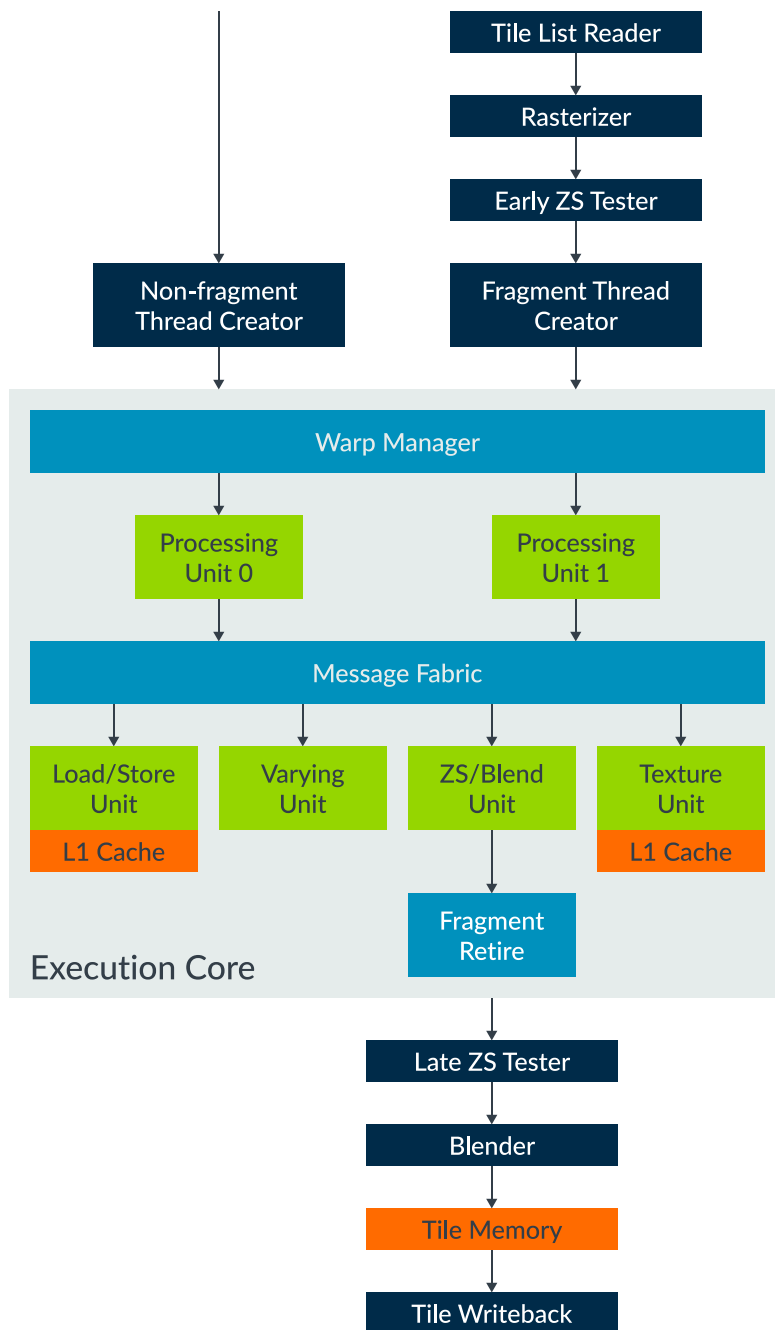 Tile List Reader
Rasterizer
Early ZS Tester
Non-fragment
Thread Creator
Fragment Thread
Creator
Warp Manager
Processing
Unit 0
Processing
Unit 1
Message Fabric
Load/Store
Unit
L1 Cache
Varying
Unit
ZS/Blend
Unit
Texture
Unit
L1 Cache
Fragment
Retire
Execution Core
Late ZS Tester
Blender
Tile Memory
Tile Writeback